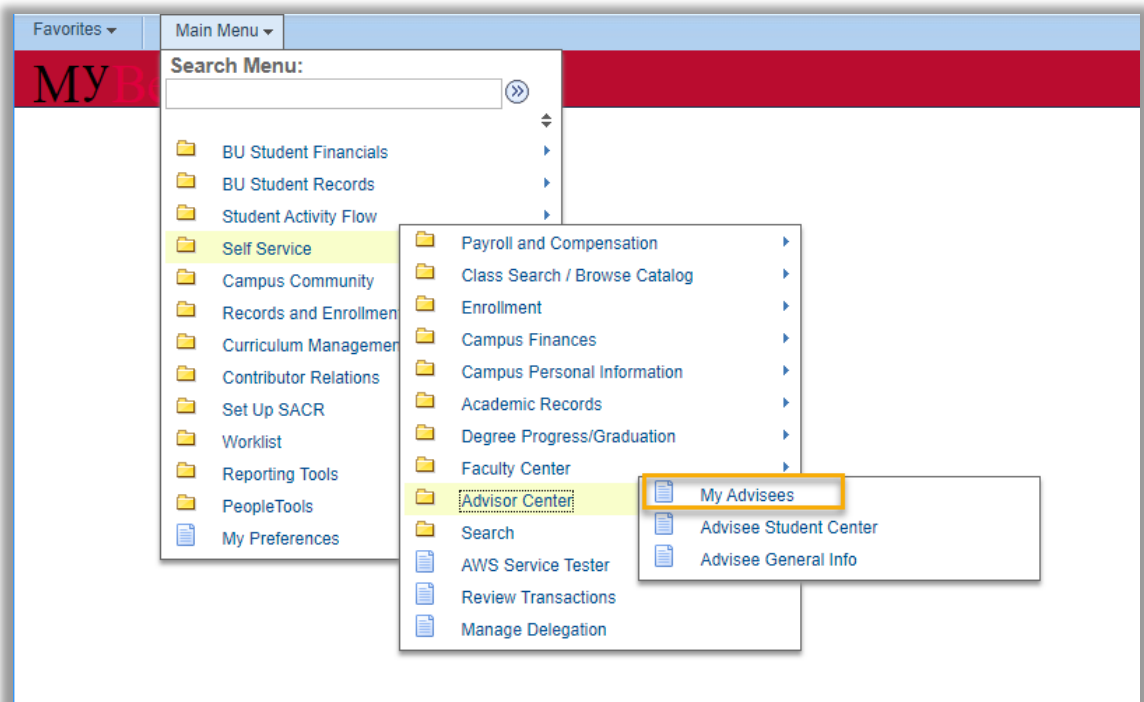 Favorites
Main Menu
MyBo
Search Menu:
BU Student Financials
BU Student Records
Student Activity Flow
Self Service
Campus Community
Records and Enrollmen
Curriculum Managemen
Contributor Relations
Set Up SACR
Worklist
Reporting Tools
PeopleTools
My Preferences
Payroll and Compensation
Class Search / Browse Catalog
Enrollment
Campus Finances
Campus Personal Information
Academic Records
Degree Progress/Graduation
Faculty Center
Advisor Center
Search
AWS Service Tester
Review Transactions
Manage Delegation
My Advisees
Advisee Student Center
Advisee General Info